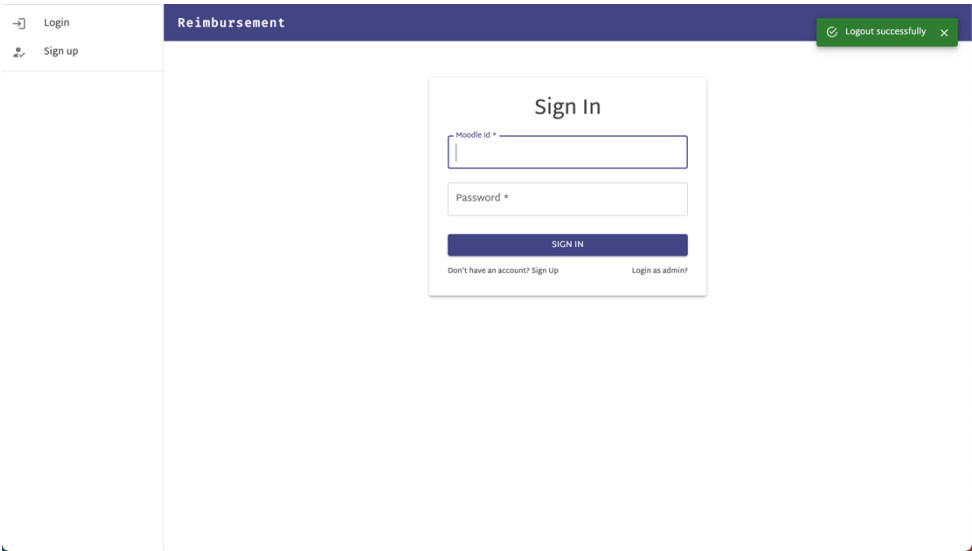 Login
Sign up
Reimbursement
Logout successfully
Sign In
Moodle Id *
Password *
SIGN IN
Don't have an account? Sign Up
Login as admin?